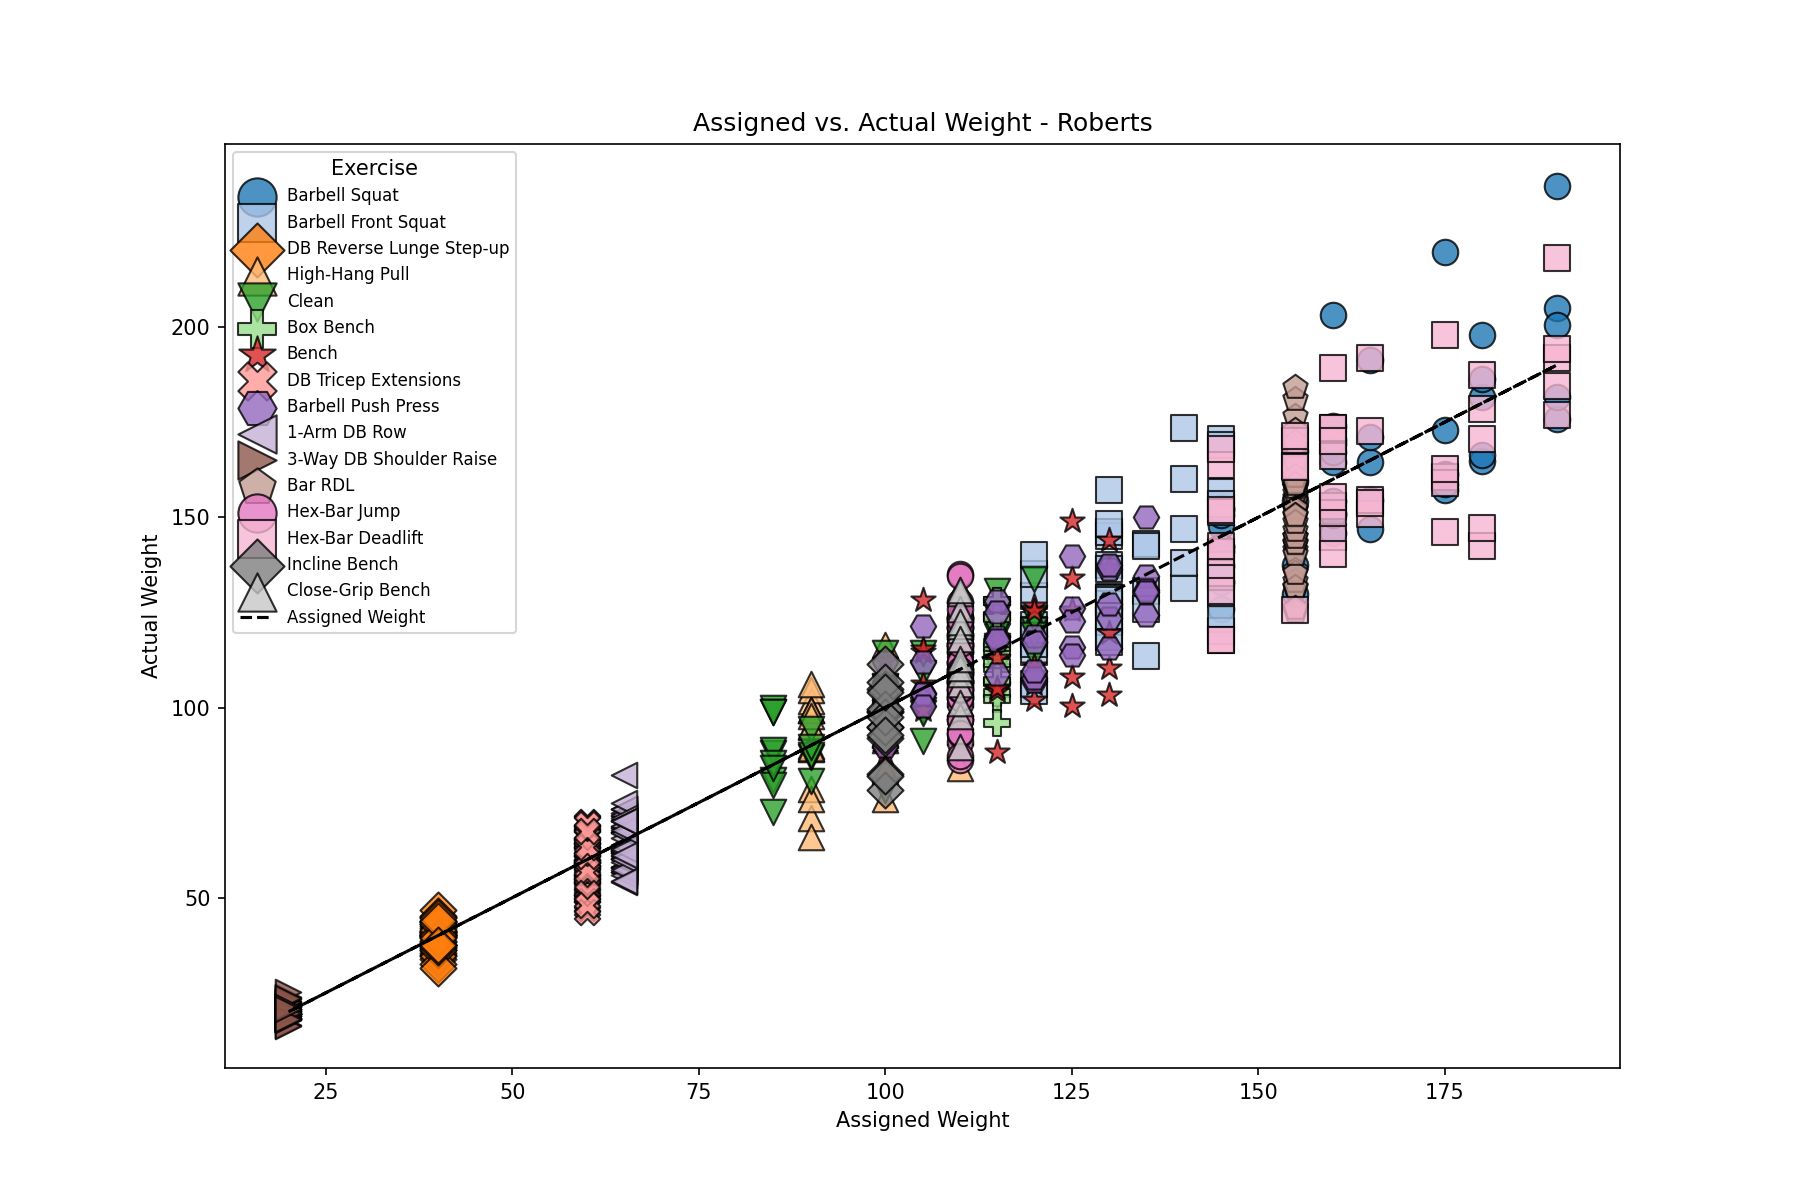 Assigned vs. Actual Weight - Roberts
Exercise
Barbell Squat
Barbell Front Squat
DB Reverse Lunge Step-up
High-Hang Pull
Clean
Box Bench
Bench
DB Tricep Extensions
Barbell Push Press
1-Arm DB Row
3-Way DB Shoulder Raise
Bar RDL
Hex-Bar Jump
Hex-Bar Deadlift
Incline Bench
Close-Grip Bench
Assigned Weight
Actual Weight
200
150
100
50
25 50 75 100 125 150 175
Assigned Weight